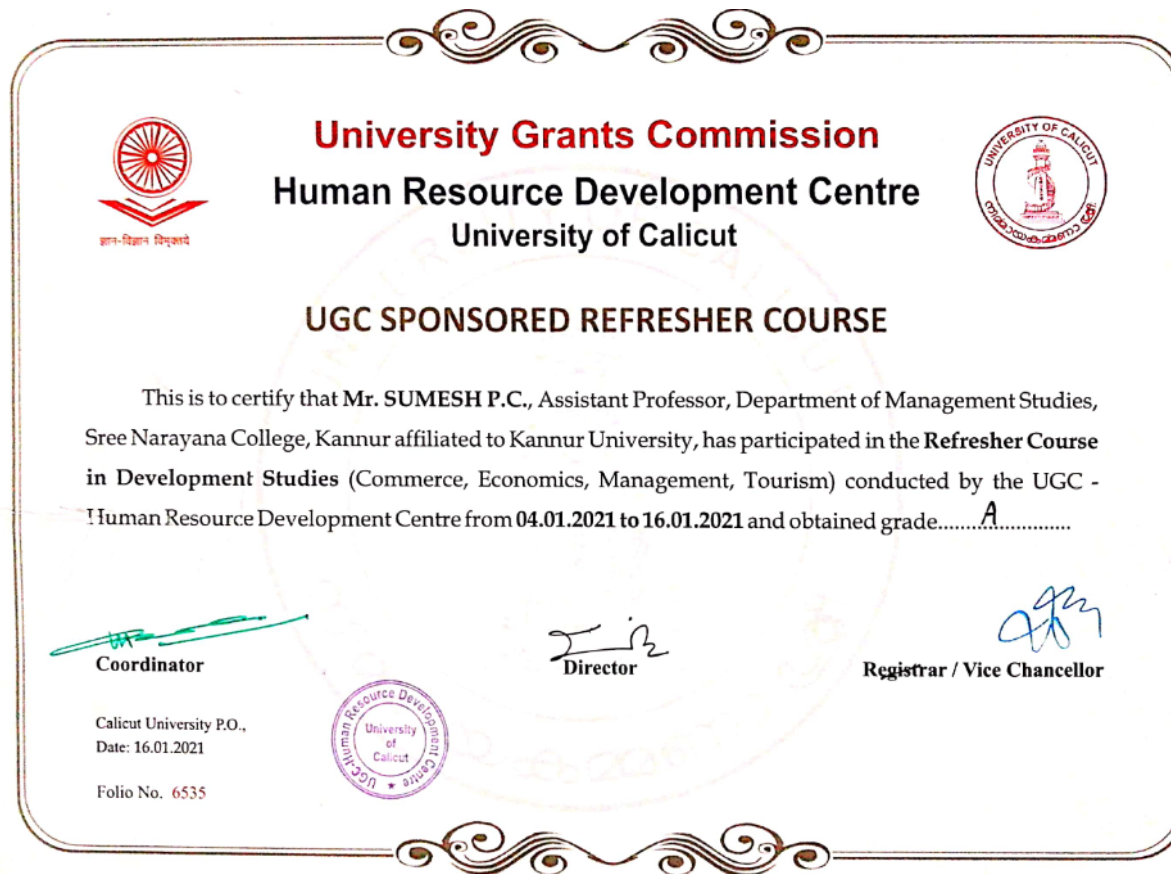 University Grants Commission
Human Resource Development Centre
University of Calicut
ज्ञान-विज्ञान विमुक्तये
UNIVERSITY OF CALICUT
UGC SPONSORED REFRESHER COURSE
This is to certify that Mr. SUMESH P.C., Assistant Professor, Department of Management Studies,
Sree Narayana College, Kannur affiliated to Kannur University, has participated in the Refresher Course
in Development Studies (Commerce, Economics, Management, Tourism) conducted by the UGC -
Human Resource Development Centre from 04.01.2021 to 16.01.2021 and obtained grade.........A.............
Coordinator
Director
Registrar / Vice Chancellor
Calicut University P.O.,
Date: 16.01.2021
Folio No. 6535
UGC-Human Resource Development Centre
University
of
Calicut